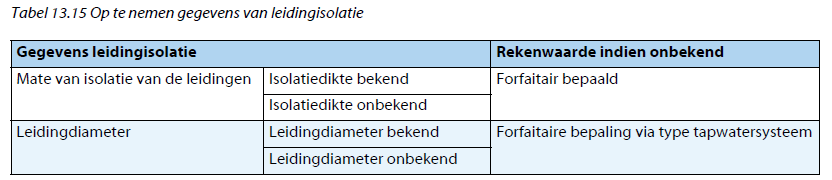 Tabel 13.15 Op te nemen gegevens van leidingisolatie
Gegevens leidingisolatie Rekenwaarde indien onbekend
Mate van isolatie van de leidingen Isolatiedikte bekend Forfaitair bepaald
Isolatiedikte onbekend
Leidingdiameter Leidingdiameter bekend Forfaitaire bepaling via type tapwatersysteem
Leidingdiameter onbekend